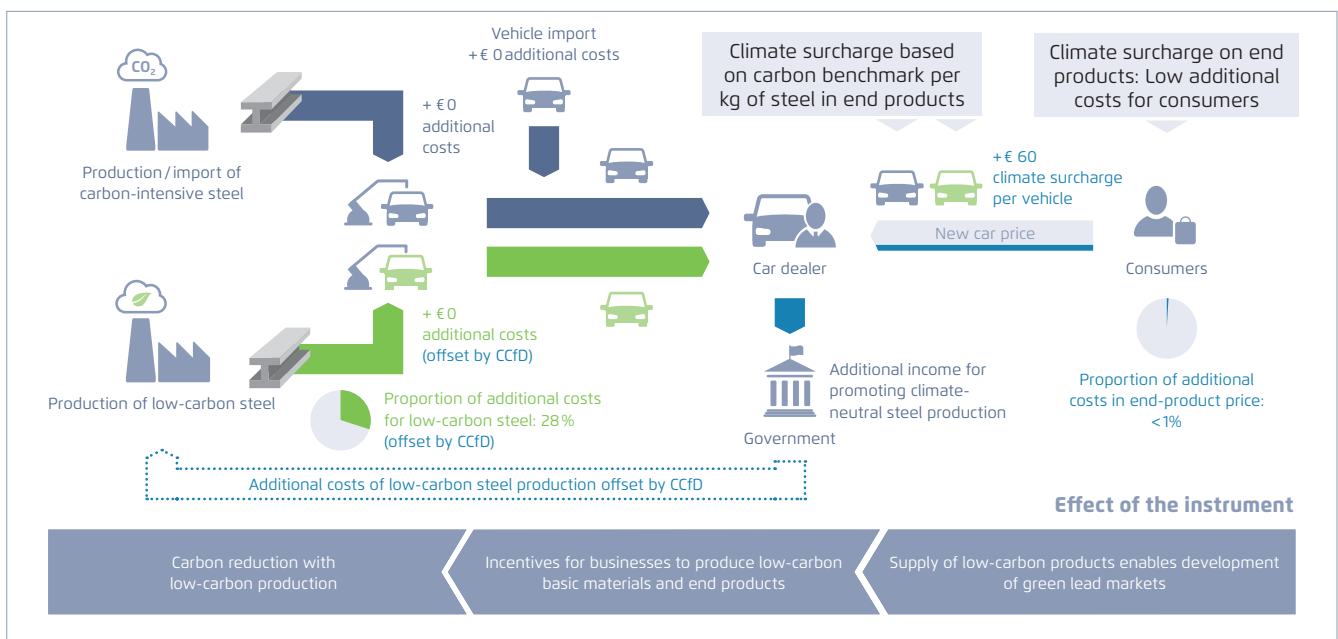 CO₂
Production / import of
carbon-intensive steel
+ € 0
additional
costs
Vehicle import
+ € 0 additional costs
Climate surcharge based
on carbon benchmark per
kg of steel in end products
Climate surcharge on end
products: Low additional
costs for consumers
+ € 60
climate surcharge
per vehicle
New car price
Car dealer
Consumers
Production of low-carbon steel
+ € 0
additional costs
(offset by CCfD)
Proportion of additional costs
for low-carbon steel: 28 %
(offset by CCfD)
Additional income for
promoting climate-
neutral steel production
Government
Proportion of additional
costs in end-product price:
< 1%
Additional costs of low-carbon steel production offset by CCfD
Effect of the instrument
Carbon reduction with
low-carbon production
Incentives for businesses to produce low-carbon
basic materials and end products
Supply of low-carbon products enables development
of green lead markets